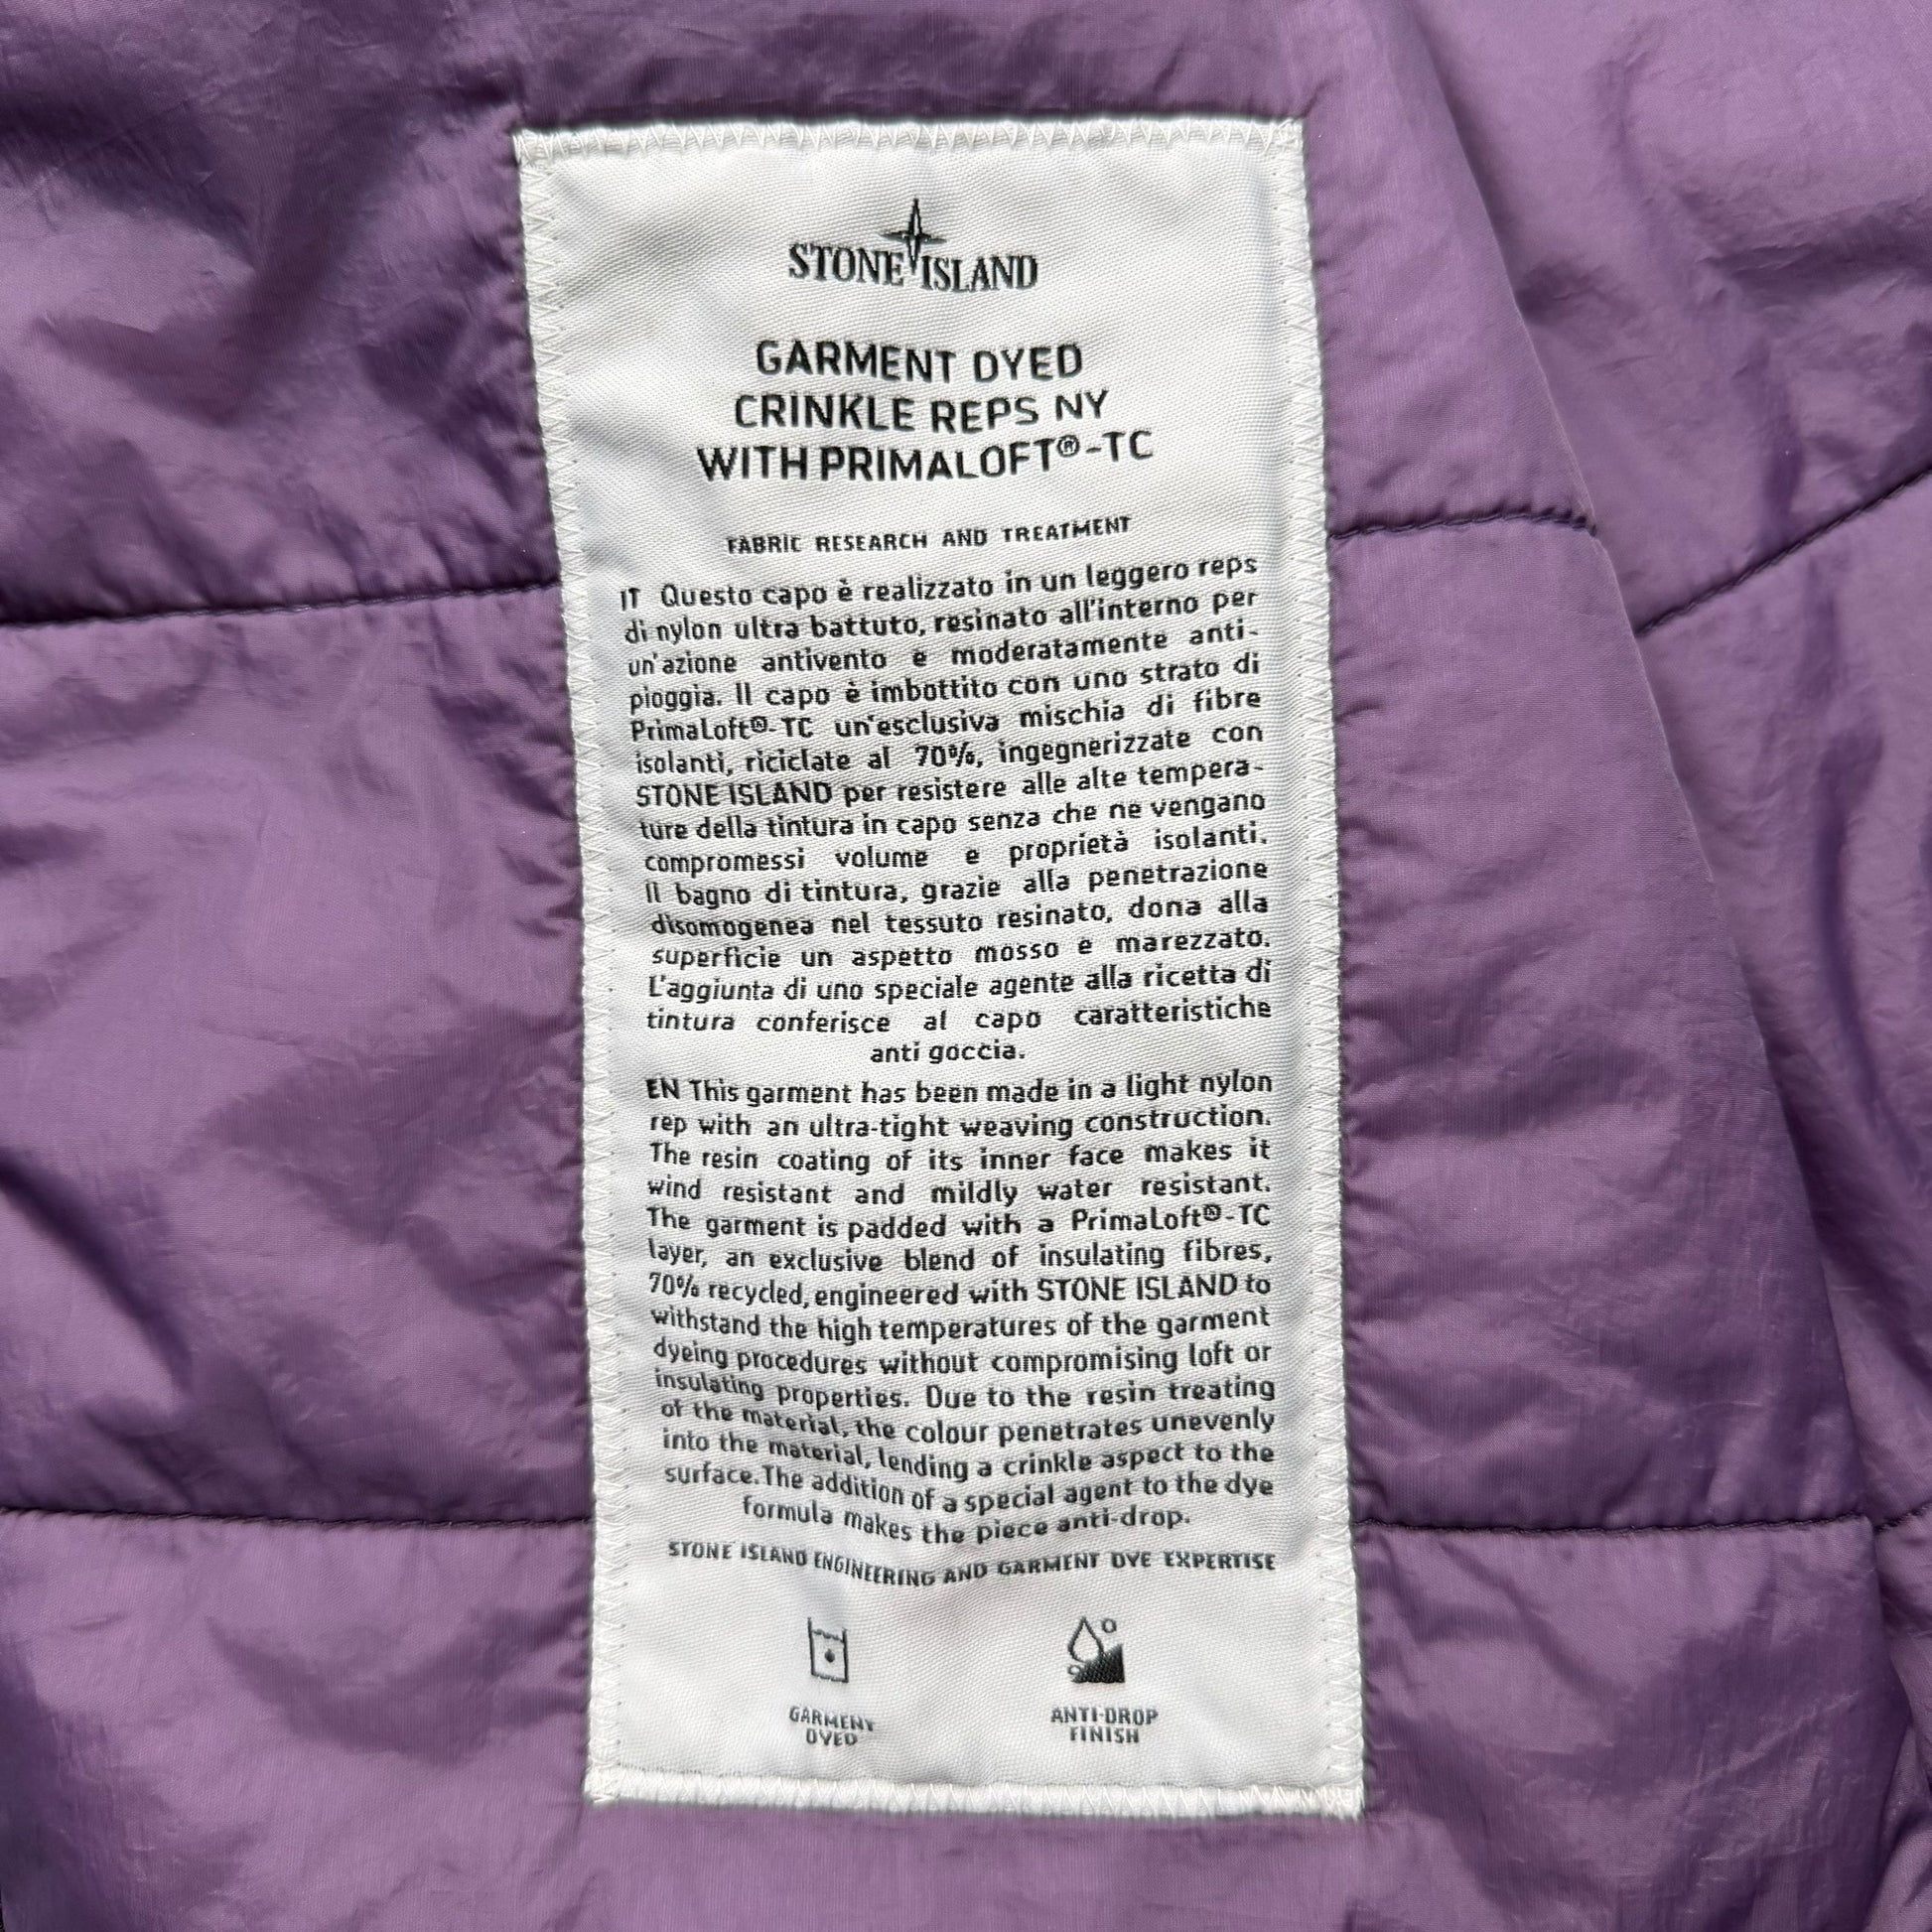 STONE ISLAND
GARMENT DYED
CRINKLE REPS NY
WITH PRIMALOFT®-TC
FABRIC RESEARCH AND TREATMENT
IT Questo capo è realizzato in un leggero reps
di nylon ultra battuto, resinato all'interno per
un'azione antivento e moderatamente anti-
pioggia. Il capo è imbottito con uno strato di
PrimaLoft®-TC un'esclusiva mischia di fibre
isolanti, riciclate al 70%, ingegnerizzate con
STONE ISLAND per resistere alle alte tempera-
ture della tintura in capo senza che ne vengano
compromessi volume e proprietà isolanti.
Il bagno di tintura, grazie alla penetrazione
disomogenea nel tessuto resinato, dona alla
superficie un aspetto mosso e marezzato.
L'aggiunta di uno speciale agente alla ricetta di
tintura conferisce al capo caratteristiche
anti goccia.
EN This garment has been made in a light nylon
rep with an ultra-tight weaving construction.
The resin coating of its inner face makes it
wind resistant and mildly water resistant.
The garment is padded with a PrimaLoft®-TC
layer, an exclusive blend of insulating fibres,
70% recycled, engineered with STONE ISLAND to
withstand the high temperatures of the garment
dyeing procedures without compromising loft or
insulating properties. Due to the resin treating
of the material, the colour penetrates unevenly
into the material, lending a crinkle aspect to the
surface. The addition of a special agent to the dye
formula makes the piece anti-drop.
STONE ISLAND ENGINEERING AND GARMENT DYE EXPERTISE
GARMENT ANTI-DROP
DYED FINISH